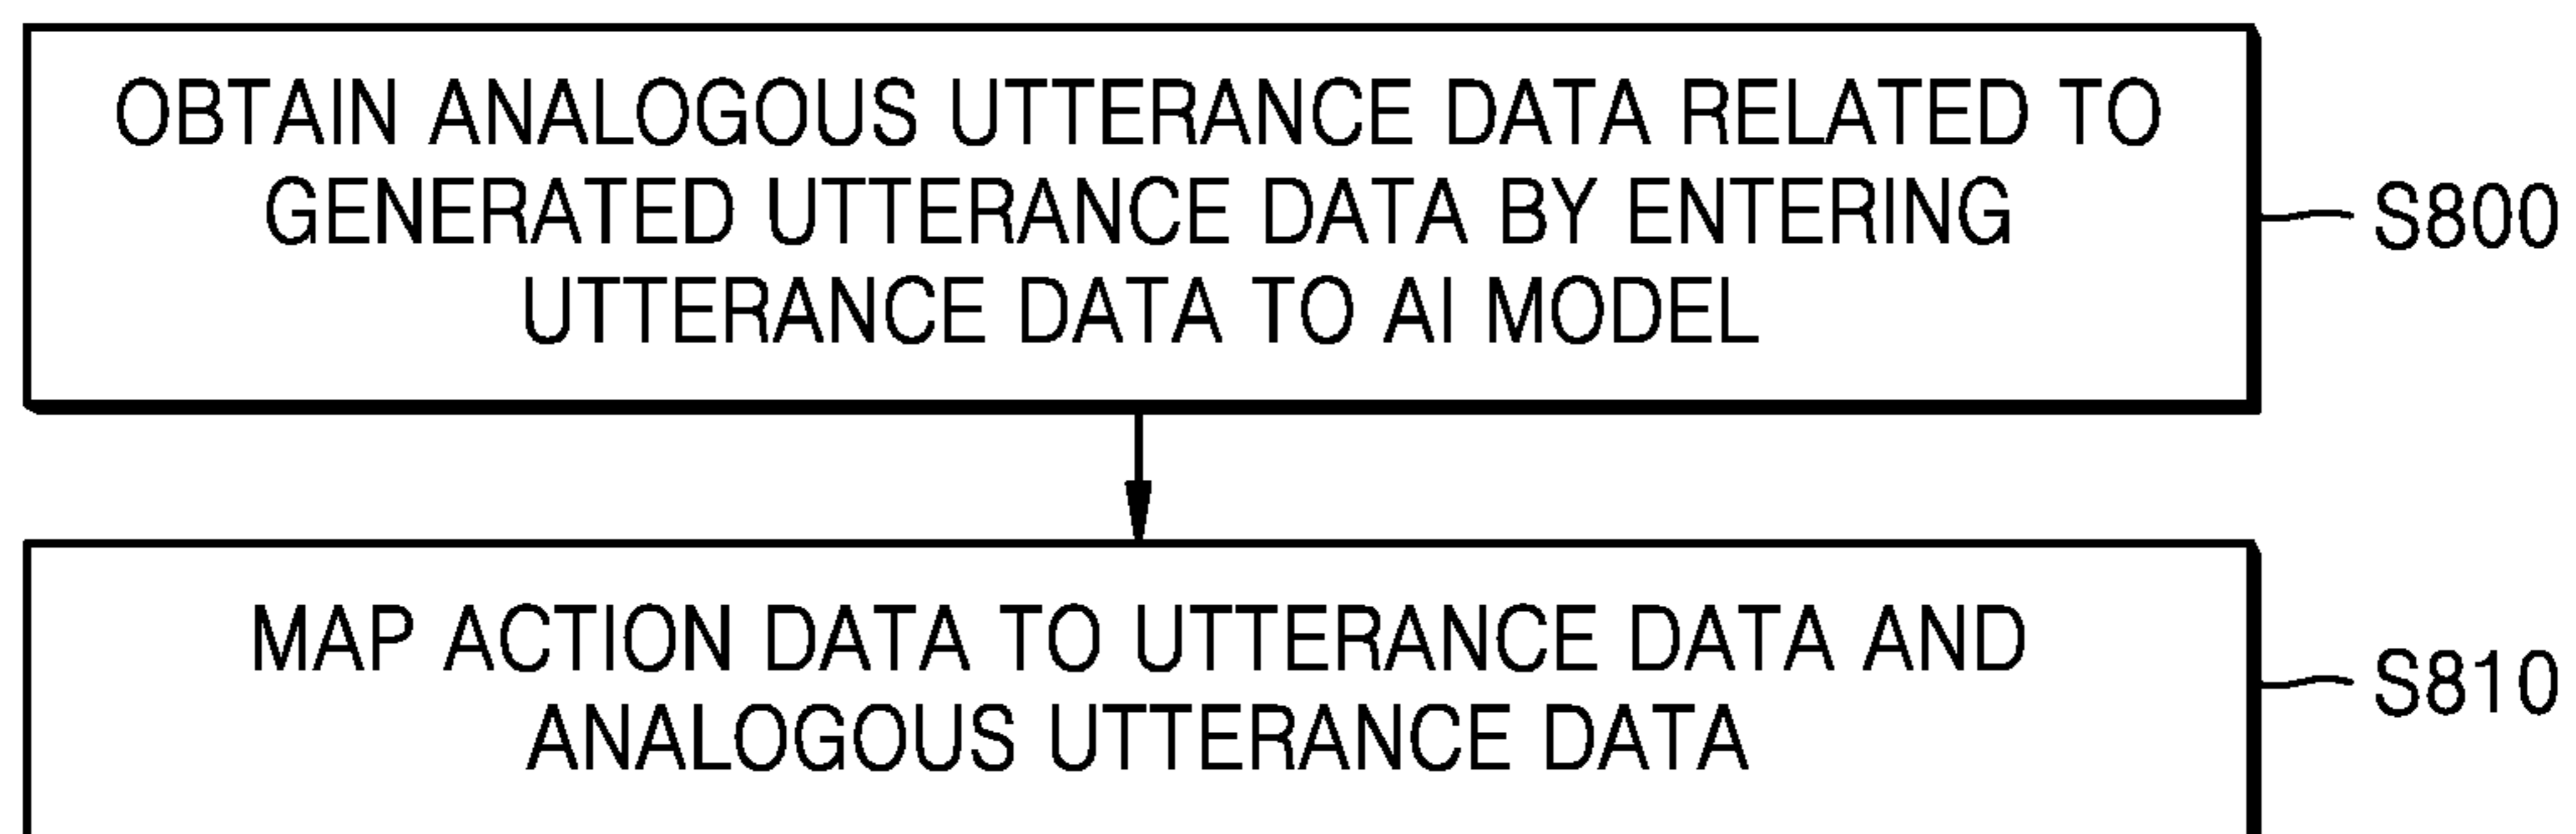 OBTAIN ANALOGOUS UTTERANCE DATA RELATED TO
GENERATED UTTERANCE DATA BY ENTERING
UTTERANCE DATA TO AI MODEL
S800
MAP ACTION DATA TO UTTERANCE DATA AND
ANALOGOUS UTTERANCE DATA
S810